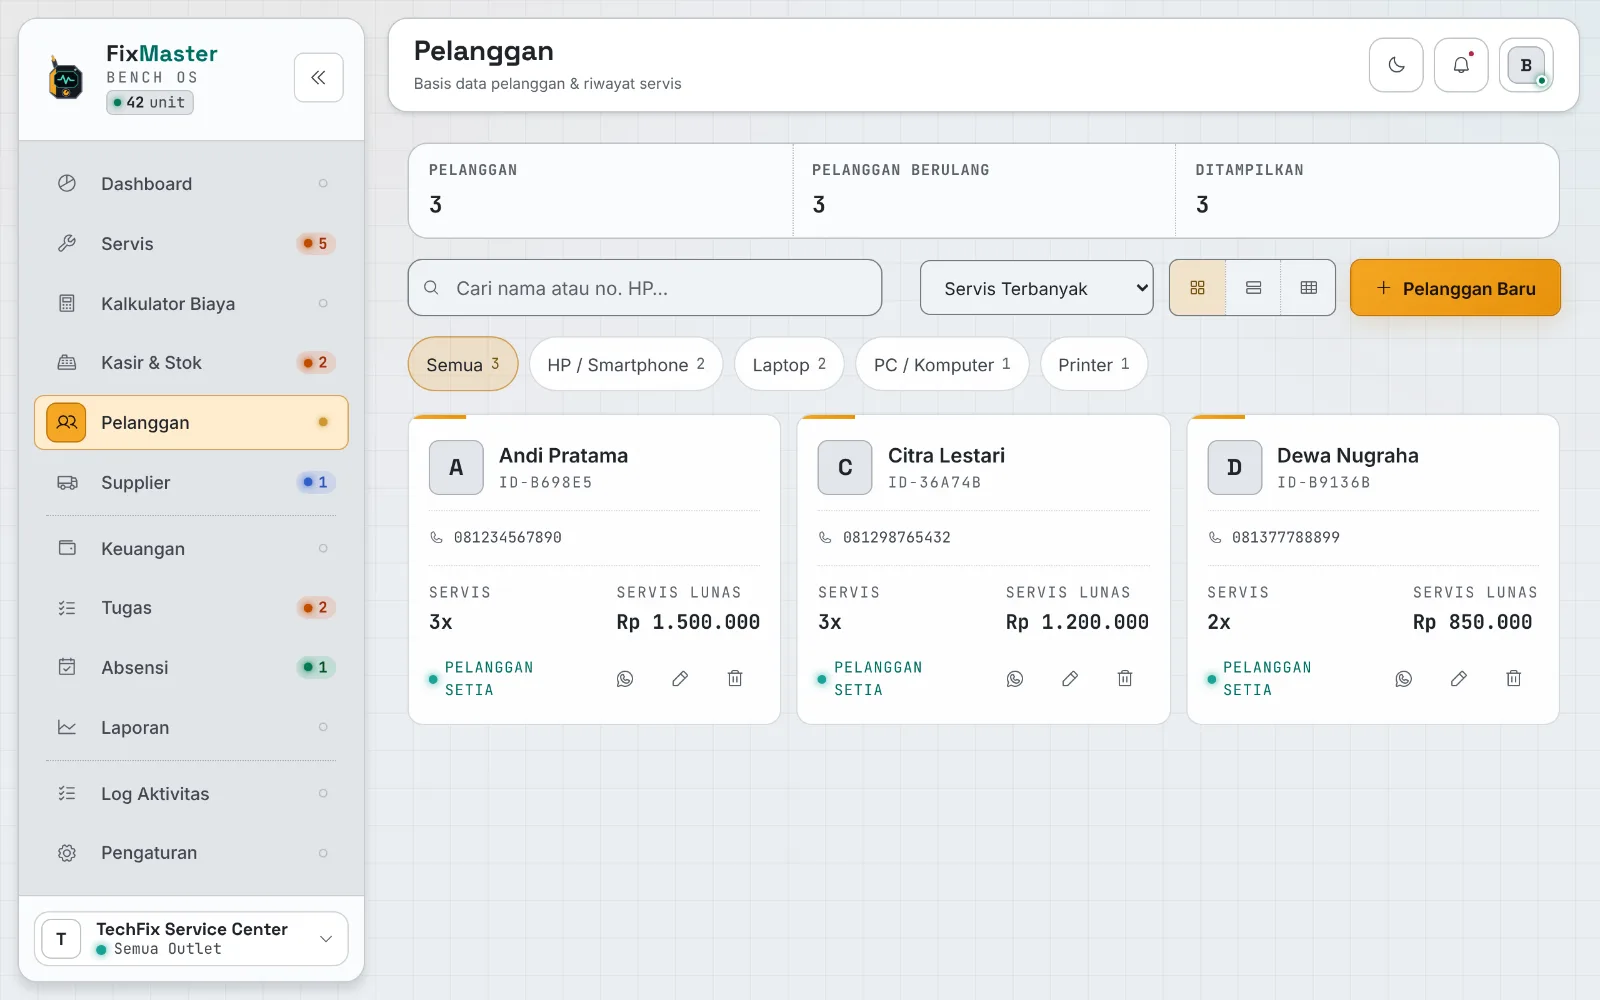 FixMaster
BENCH OS
42 unit
Dashboard
Servis
5
Kalkulator Biaya
Kasir & Stok
2
Pelanggan
Supplier
1
Keuangan
Tugas
2
Absensi
1
Laporan
Log Aktivitas
Pengaturan
T
TechFix Service Center
Semua Outlet
Pelanggan
Basis data pelanggan & riwayat servis
B
PELANGGAN
3
PELANGGAN BERULANG
3
DITAMPILKAN
3
Cari nama atau no. HP...
Servis Terbanyak
Pelanggan Baru
Semua 3
HP / Smartphone 2
Laptop 2
PC / Komputer 1
Printer 1
A
Andi Pratama
ID-B698E5
081234567890
SERVIS
3x
SERVIS LUNAS
Rp 1.500.000
PELANGGAN
SETIA
C
Citra Lestari
ID-36A74B
081298765432
SERVIS
3x
SERVIS LUNAS
Rp 1.200.000
PELANGGAN
SETIA
D
Dewa Nugraha
ID-B9136B
081377788899
SERVIS
2x
SERVIS LUNAS
Rp 850.000
PELANGGAN
SETIA